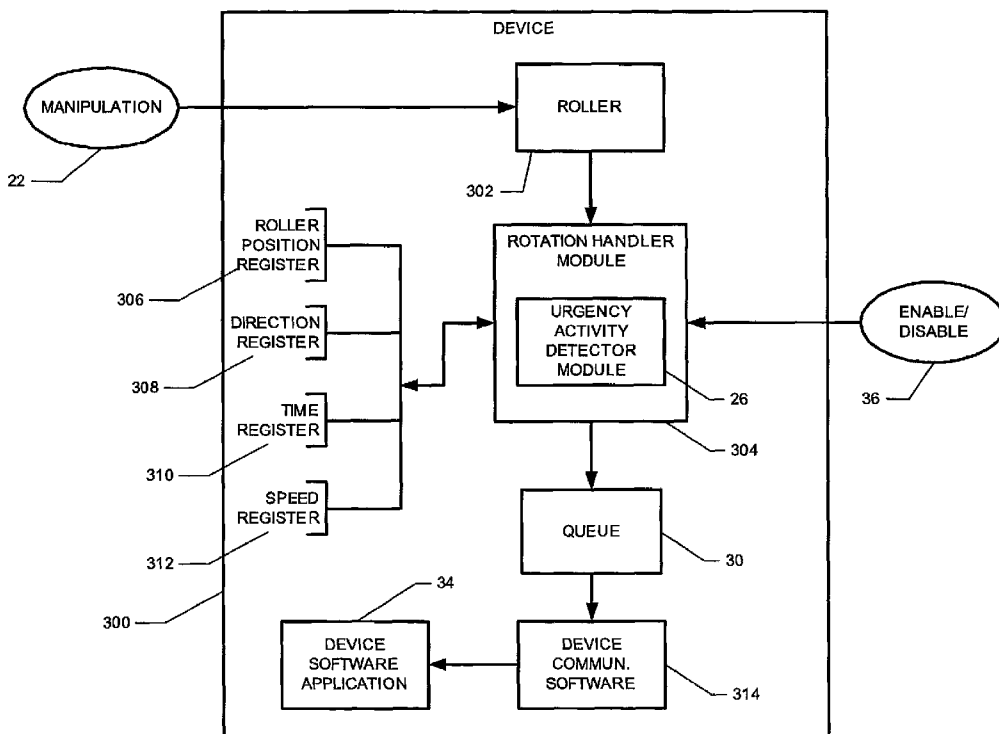 DEVICE
MANIPULATION
22
ROLLER
302
ROLLER
POSITION
REGISTER
306
DIRECTION
REGISTER
308
TIME
REGISTER
310
SPEED
REGISTER
312
300
ROTATION HANDLER
MODULE
URGENCY
ACTIVITY
DETECTOR
MODULE
26
304
ENABLE/
DISABLE
36
QUEUE
30
34
DEVICE
SOFTWARE
APPLICATION
DEVICE
COMMUN.
SOFTWARE
314